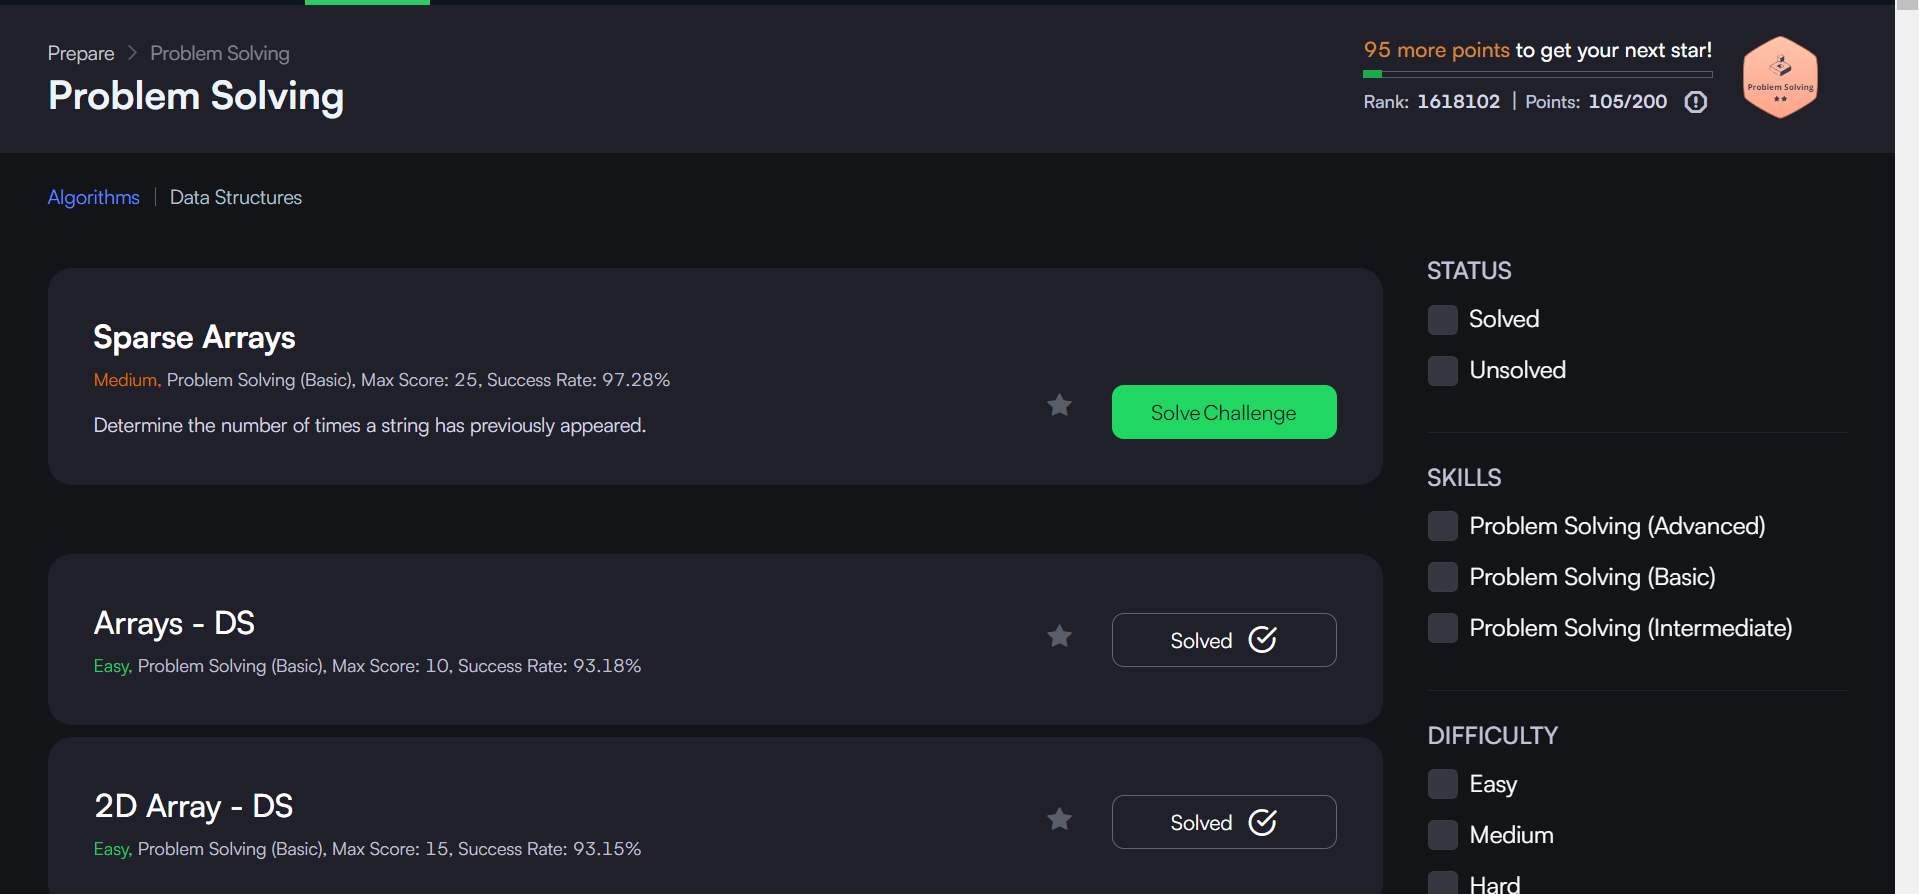 Prepare > Problem Solving
Problem Solving
95 more points to get your next star!
Rank: 1618102 | Points: 105/200
Problem Solving
Algorithms | Data Structures
Sparse Arrays
Medium, Problem Solving (Basic), Max Score: 25, Success Rate: 97.28%
Determine the number of times a string has previously appeared.
Solve Challenge
Arrays - DS
Easy, Problem Solving (Basic), Max Score: 10, Success Rate: 93.18%
Solved
2D Array - DS
Easy, Problem Solving (Basic), Max Score: 15, Success Rate: 93.15%
Solved
STATUS
Solved
Unsolved
SKILLS
Problem Solving (Advanced)
Problem Solving (Basic)
Problem Solving (Intermediate)
DIFFICULTY
Easy
Medium
Hard